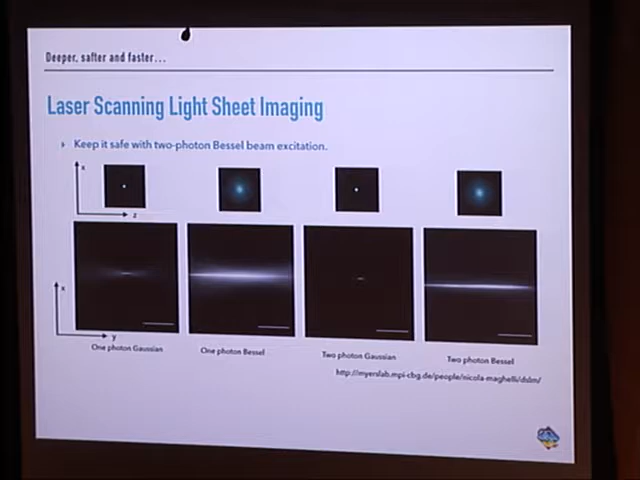 Deeper, safter and faster...
Laser Scanning Light Sheet Imaging
Keep it safe with two-photon Bessel beam excitation.
x
z
x
y
One photon Gaussian
One photon Bessel
Two photon Gaussian
Two photon Bessel
http://myerslab.mpi-cbg.de/people/nicola-maghelli/dslm/